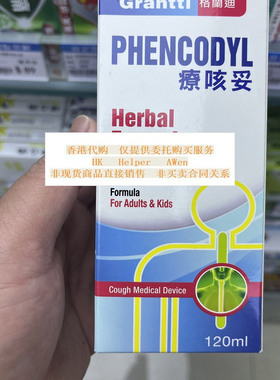 Grantti 格蘭迪
PHENCODYL
療咳妥
Herbal
香港代购 仅提供委托购买服务
HK Helper AWen
非现货商品直接销售 非买卖合同关系
Formula
For Adults & Kids
Cough Medical Device
120ml